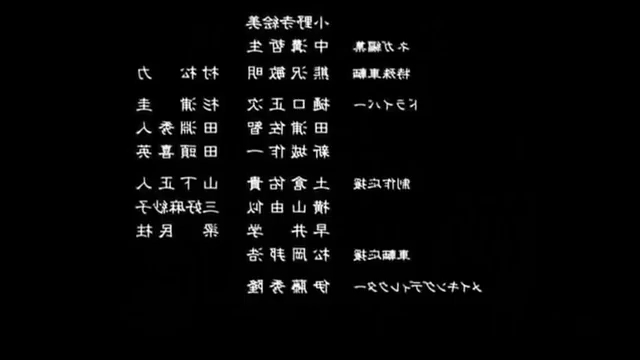 小野寺絵美
ネガ編集 中溝哲生
特殊車輌 熊沢敏明 村松 力
ドライバー 樋口正次 杉浦 圭
田浦佐智 田淵秀人
新城作一 田頭喜英
制作応援 土倉佑貴 山下正人
横山由似 三好麻紗子
早井 学 梁 民柱
車輌応援 松岡邦浩
メイキングディレクター 伊藤秀隆